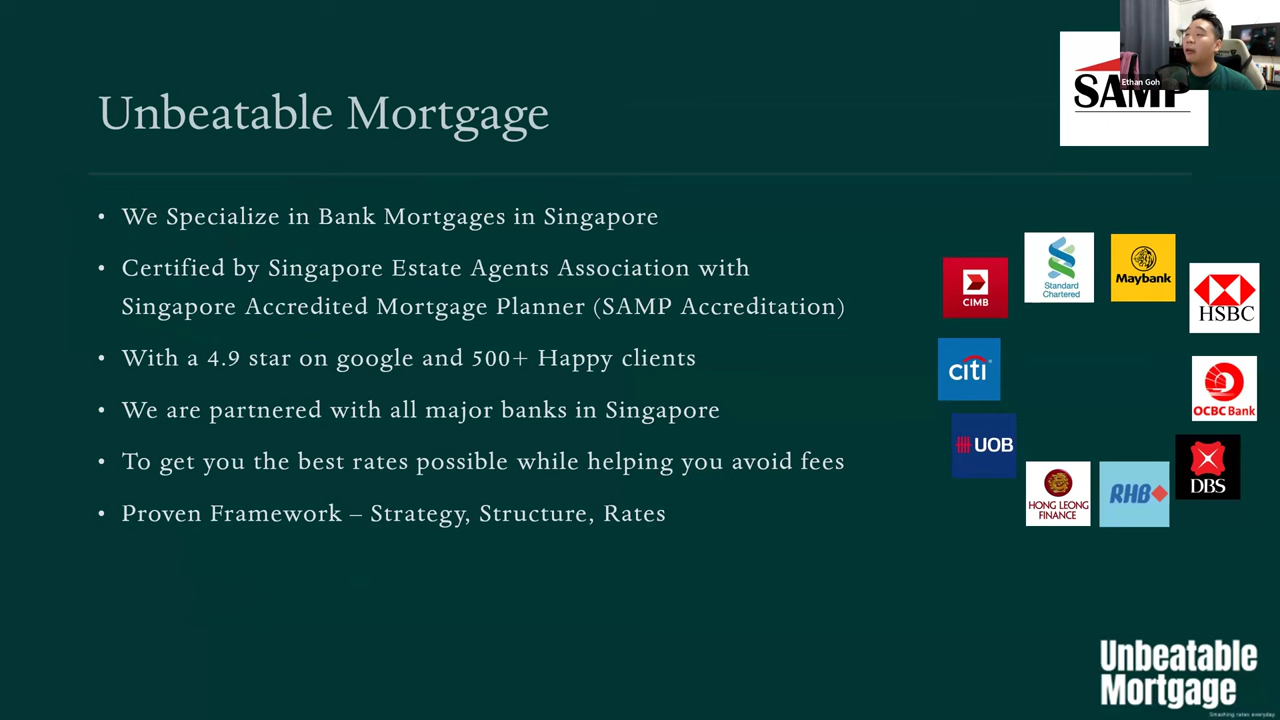 Ethan Goh
SAMP
Unbeatable Mortgage
• We Specialize in Bank Mortgages in Singapore
• Certified by Singapore Estate Agents Association with
Singapore Accredited Mortgage Planner (SAMP Accreditation)
• With a 4.9 star on google and 500+ Happy clients
• We are partnered with all major banks in Singapore
• To get you the best rates possible while helping you avoid fees
• Proven Framework – Strategy, Structure, Rates
CIMB
Standard
Chartered
Maybank
HSBC
citi
OCBC Bank
UOB
HONG LEONG
FINANCE
RHB
DBS
Unbeatable
Mortgage
Smashing rates everyday